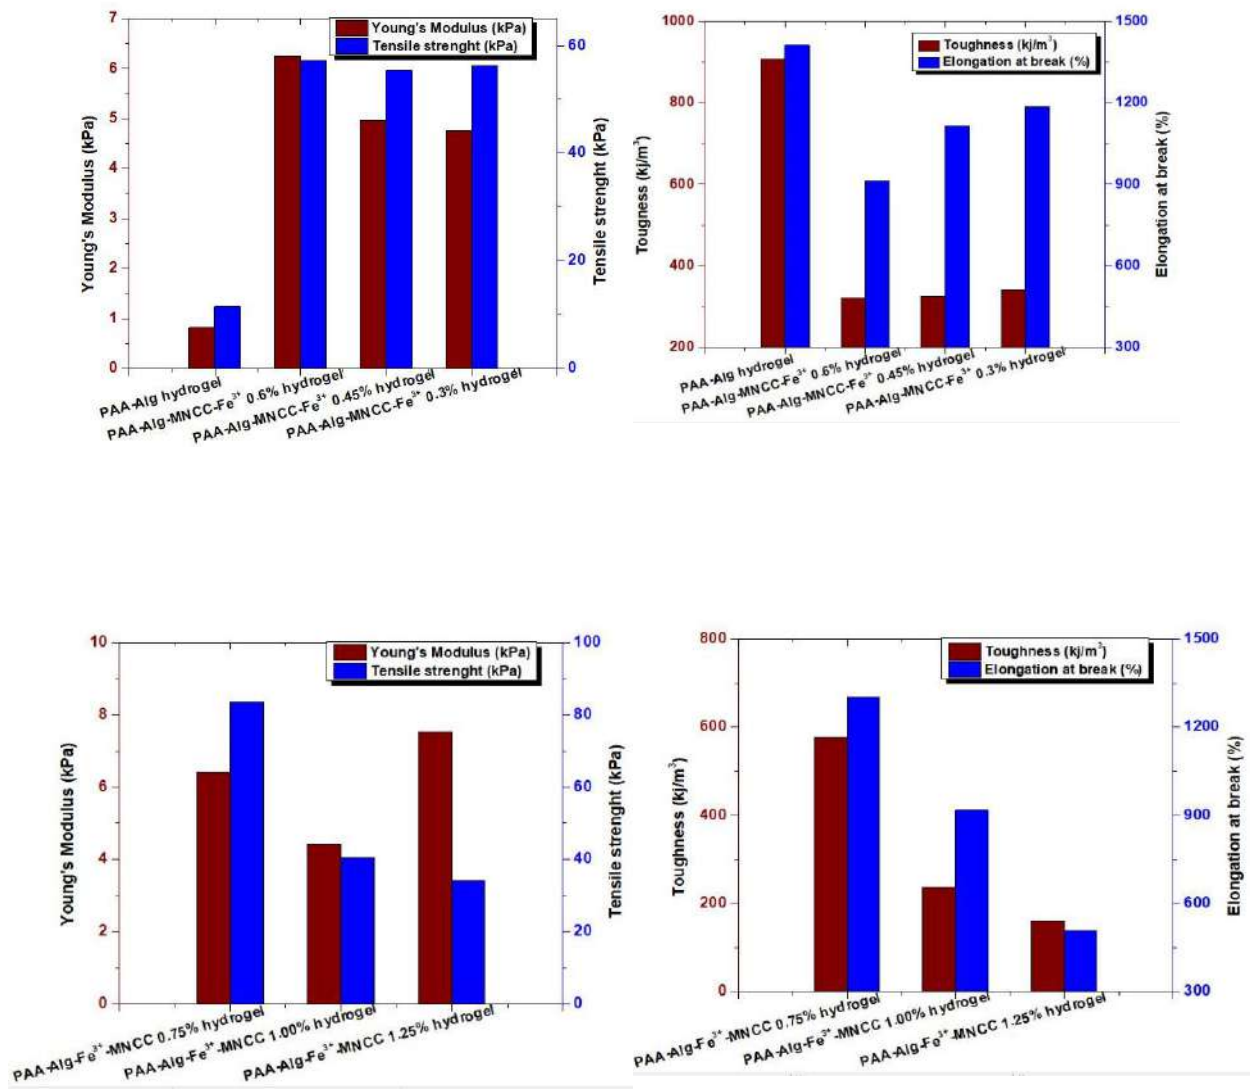 Young's Modulus (kPa)
Tensile strenght (kPa)
7
6
5
4
3
2
1
0
60
40
20
0
Young's Modulus (kPa)
Tensile strenght (kPa)
PAA-Alg hydrogel
PAA-Alg-MNCC-Fe³⁺ 0.6% hydrogel
PAA-Alg-MNCC-Fe³⁺ 0.45% hydrogel
PAA-Alg-MNCC-Fe³⁺ 0.3% hydrogel
Toughness (kj/m³)
Elongation at break (%)
1000
800
600
400
200
1500
1200
900
600
300
Tougness (kj/m³)
Elongation at break (%)
PAA-Alg hydrogel
PAA-Alg-MNCC-Fe³⁺ 0.6% hydrogel
PAA-Alg-MNCC-Fe³⁺ 0.45% hydrogel
PAA-Alg-MNCC-Fe³⁺ 0.3% hydrogel
Young's Modulus (kPa)
Tensile strenght (kPa)
10
8
6
4
2
0
100
80
60
40
20
0
Young's Modulus (kPa)
Tensile strenght (kPa)
PAA-Alg-Fe³⁺-MNCC 0.75% hydrogel
PAA-Alg-Fe³⁺-MNCC 1.00% hydrogel
PAA-Alg-Fe³⁺-MNCC 1.25% hydrogel
Toughness (kj/m³)
Elongation at break (%)
800
600
400
200
0
1500
1200
900
600
300
Toughness (kj/m³)
Elongation at break (%)
PAA-Alg-Fe³⁺-MNCC 0.75% hydrogel
PAA-Alg-Fe³⁺-MNCC 1.00% hydrogel
PAA-Alg-Fe³⁺-MNCC 1.25% hydrogel